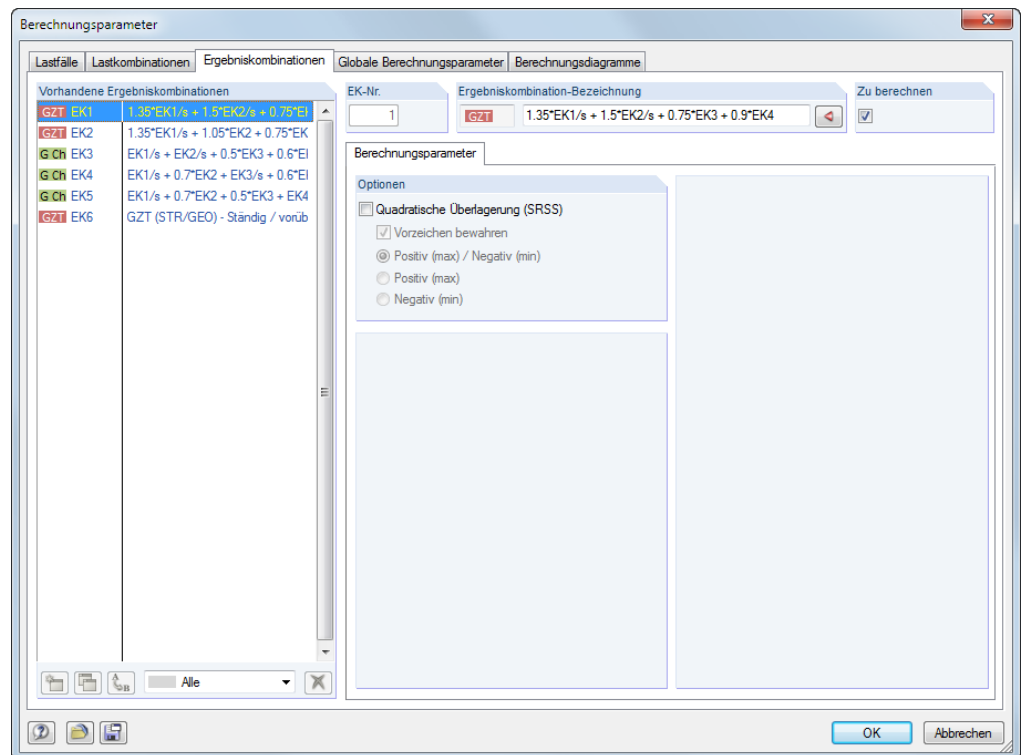 Berechnungsparameter
Lastfälle Lastkombinationen Ergebniskombinationen Globale Berechnungsparameter Berechnungsdiagramme
Vorhandene Ergebniskombinationen
GZT EK1 1.35*EK1/s + 1.5*EK2/s + 0.75*El
GZT EK2 1.35*EK1/s + 1.05*EK2 + 0.75*EK
G Ch EK3 EK1/s + EK2/s + 0.5*EK3 + 0.6*El
G Ch EK4 EK1/s + 0.7*EK2 + EK3/s + 0.6*El
G Ch EK5 EK1/s + 0.7*EK2 + 0.5*EK3 + EK4
GZT EK6 GZT (STR/GEO) - Ständig / vorüb
Alle
EK-Nr.
1
Ergebniskombination-Bezeichnung
GZT 1.35*EK1/s + 1.5*EK2/s + 0.75*EK3 + 0.9*EK4
Zu berechnen
Berechnungsparameter
Optionen
Quadratische Überlagerung (SRSS)
Vorzeichen bewahren
Positiv (max) / Negativ (min)
Positiv (max)
Negativ (min)
OK Abbrechen